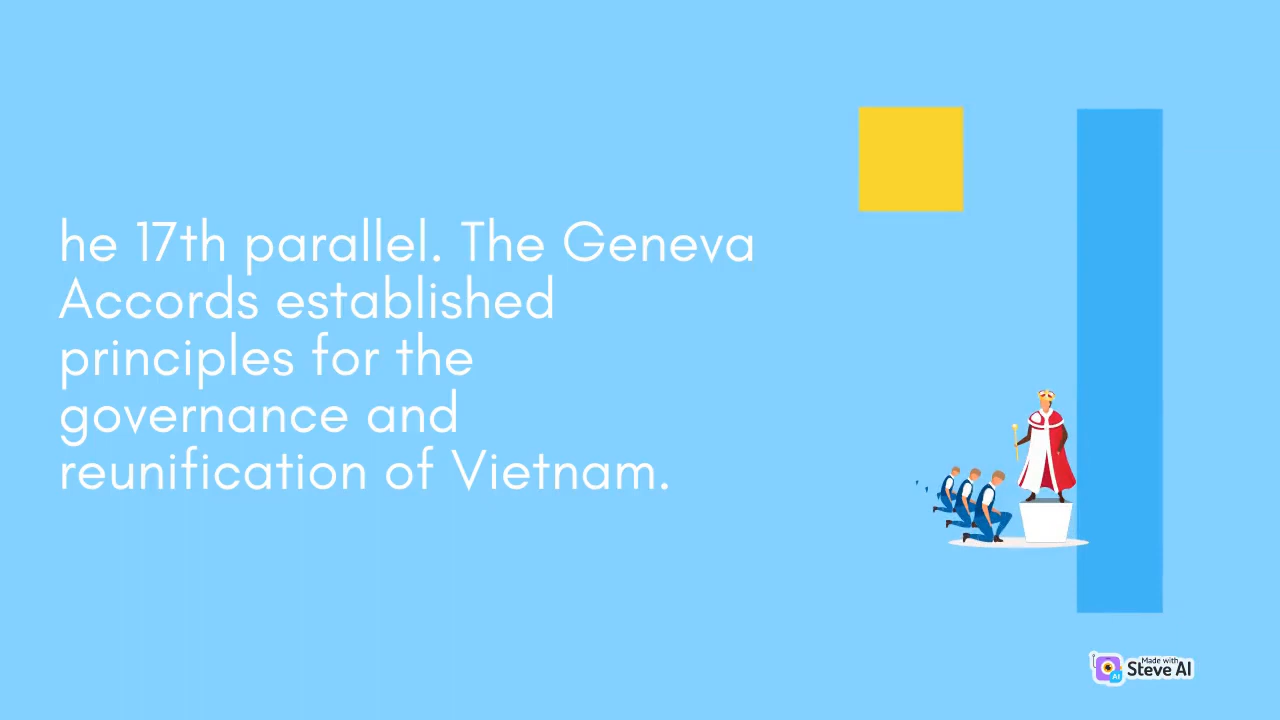 he 17th parallel. The Geneva
Accords established
principles for the
governance and
reunification of Vietnam.
Made with
AI Steve AI